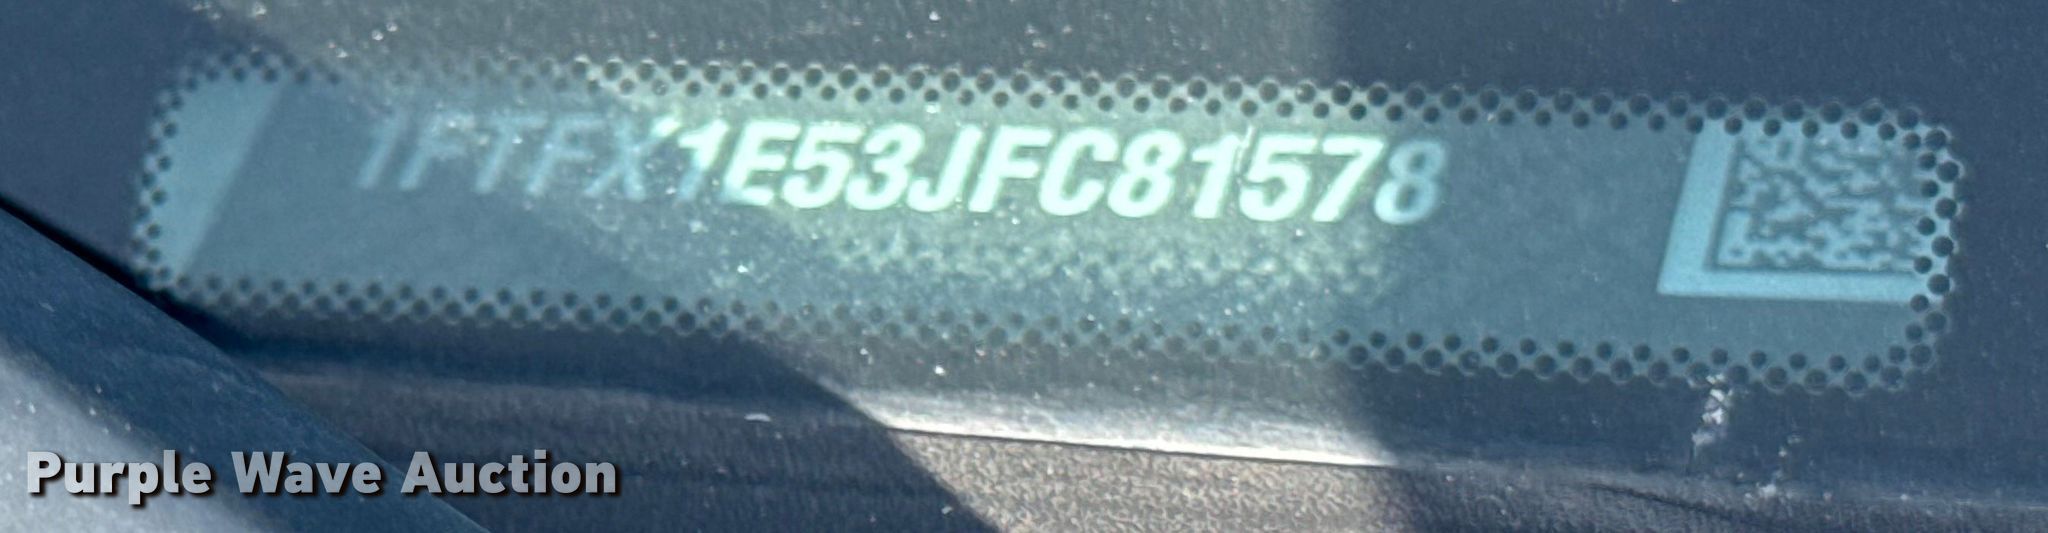 1FTFX1E53JFC81578
Purple Wave Auction